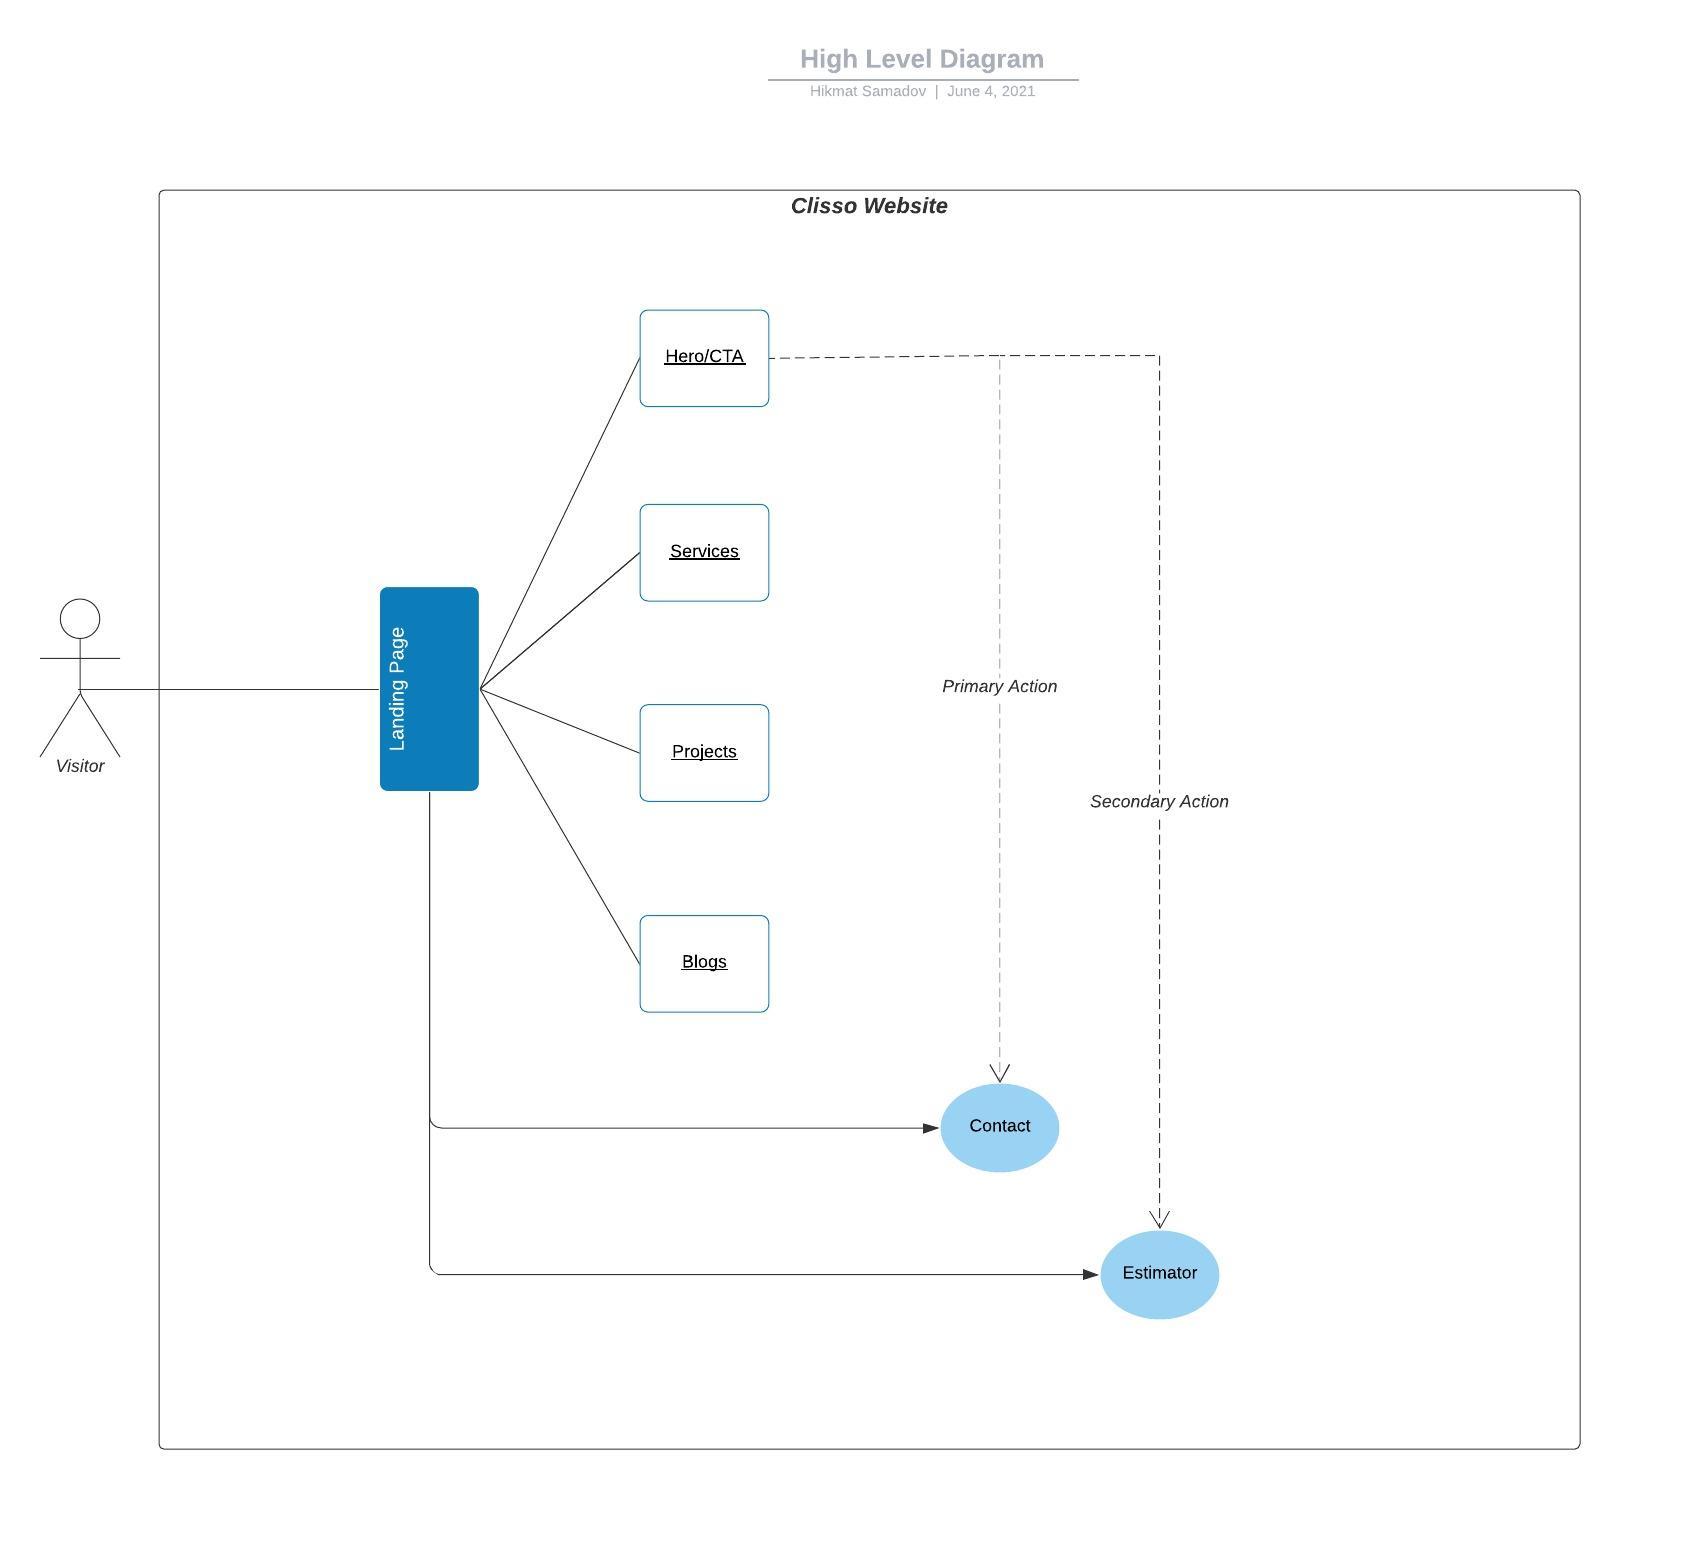 High Level Diagram
Hikmat Samadov | June 4, 2021
Clisso Website
Hero/CTA
Services
Landing Page
Primary Action
Projects
Visitor
Secondary Action
Blogs
Contact
Estimator